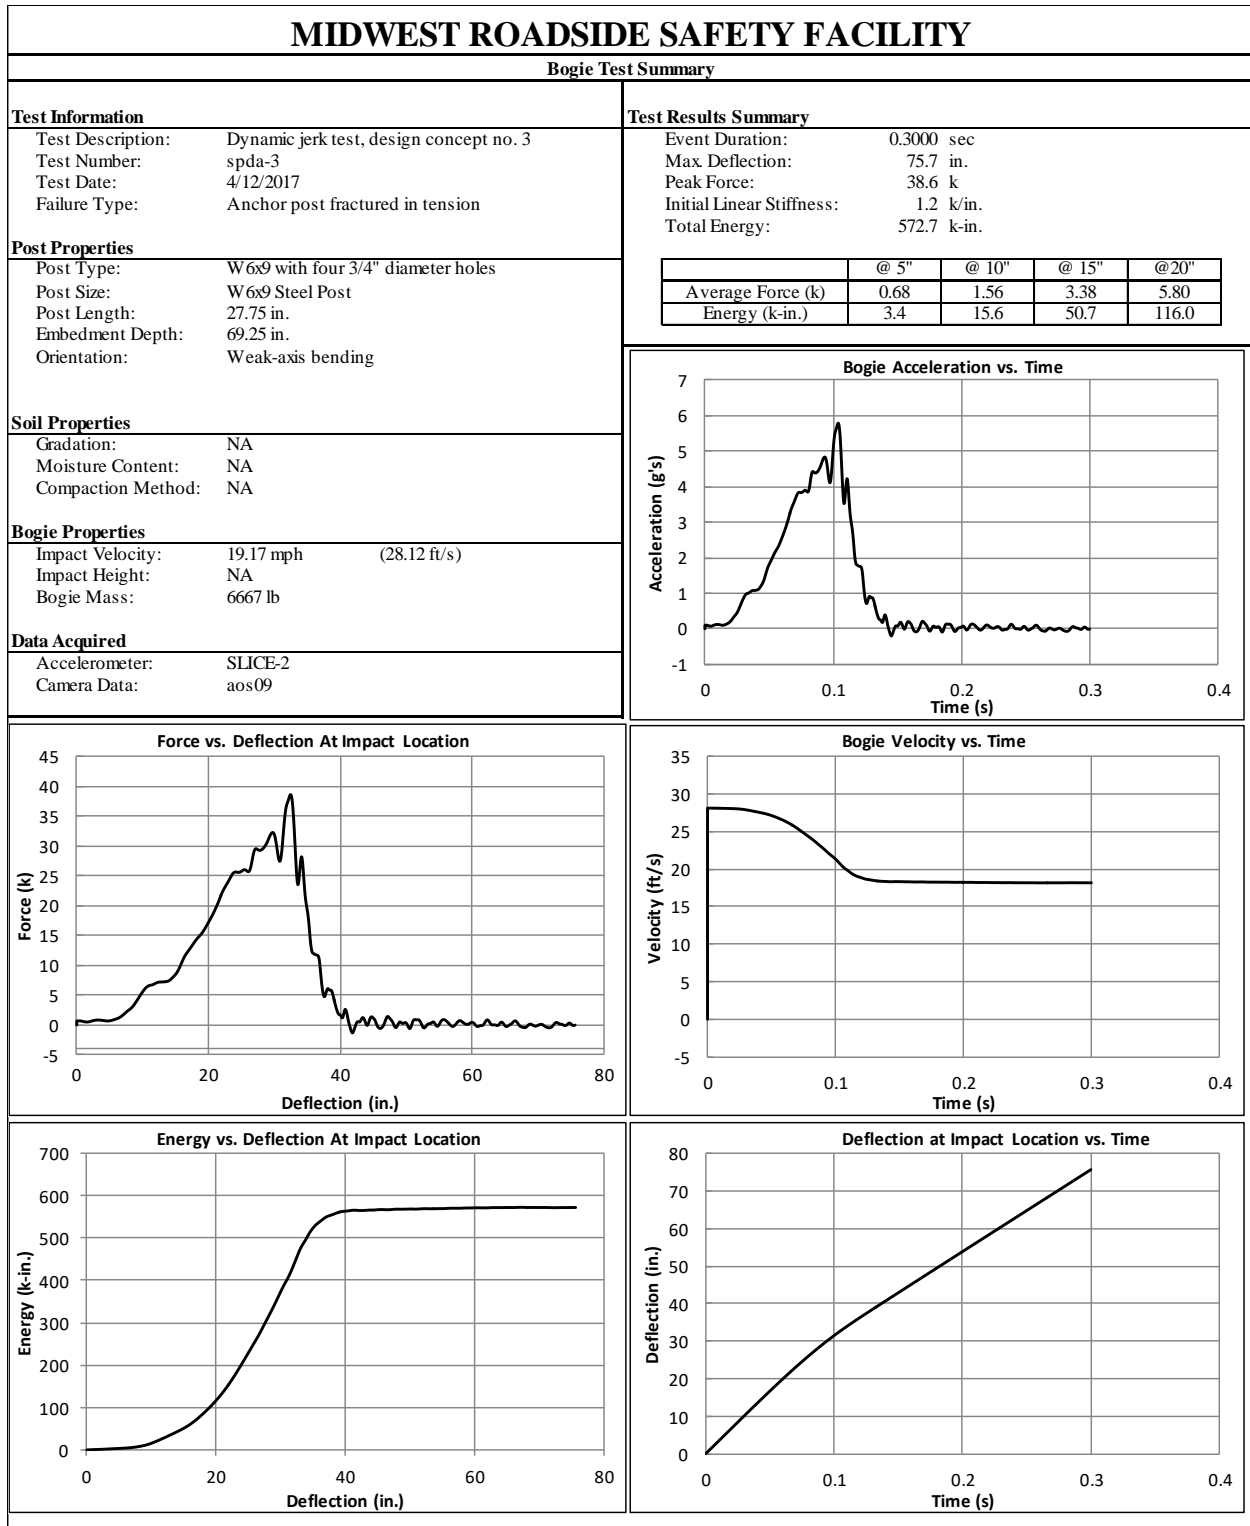 MIDWEST ROADSIDE SAFETY FACILITY
Bogie Test Summary
Test Information
Test Description: Dynamic jerk test, design concept no. 3
Test Number: spda-3
Test Date: 4/12/2017
Failure Type: Anchor post fractured in tension
Post Properties
Post Type: W6x9 with four 3/4" diameter holes
Post Size: W6x9 Steel Post
Post Length: 27.75 in.
Embedment Depth: 69.25 in.
Orientation: Weak-axis bending
Soil Properties
Gradation: NA
Moisture Content: NA
Compaction Method: NA
Bogie Properties
Impact Velocity: 19.17 mph (28.12 ft/s)
Impact Height: NA
Bogie Mass: 6667 lb
Data Acquired
Accelerometer: SLICE-2
Camera Data: aos09
Test Results Summary
Event Duration: 0.3000 sec
Max. Deflection: 75.7 in.
Peak Force: 38.6 k
Initial Linear Stiffness: 1.2 k/in.
Total Energy: 572.7 k-in.
@ 5" @ 10" @ 15" @20"
Average Force (k) 0.68 1.56 3.38 5.80
Energy (k-in.) 3.4 15.6 50.7 116.0
Bogie Acceleration vs. Time
7
6
5
4
3
2
1
0
-1
Acceleration (g's)
0 0.1 0.2 0.3 0.4
Time (s)
Force vs. Deflection At Impact Location
45
40
35
30
25
20
15
10
5
0
-5
Force (k)
0 20 40 60 80
Deflection (in.)
Bogie Velocity vs. Time
35
30
25
20
15
10
5
0
-5
Velocity (ft/s)
0 0.1 0.2 0.3 0.4
Time (s)
Energy vs. Deflection At Impact Location
700
600
500
400
300
200
100
0
Energy (k-in.)
0 20 40 60 80
Deflection (in.)
Deflection at Impact Location vs. Time
80
70
60
50
40
30
20
10
0
Deflection (in.)
0 0.1 0.2 0.3 0.4
Time (s)